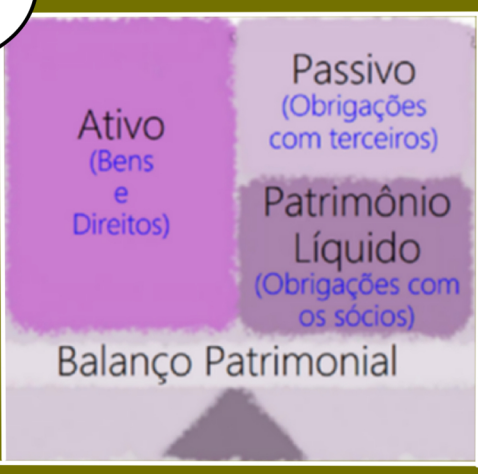 Ativo
(Bens
e
Direitos)
Passivo
(Obrigações
com terceiros)
Patrimônio
Líquido
(Obrigações com
os sócios)
Balanço Patrimonial